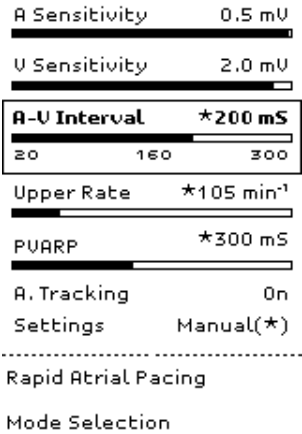 A Sensitivity 0.5 mV
V Sensitivity 2.0 mV
A-V Interval *200 mS
20 160 300
Upper Rate *105 min⁻¹
PVARP *300 mS
A. Tracking On
Settings Manual(*)
Rapid Atrial Pacing
Mode Selection